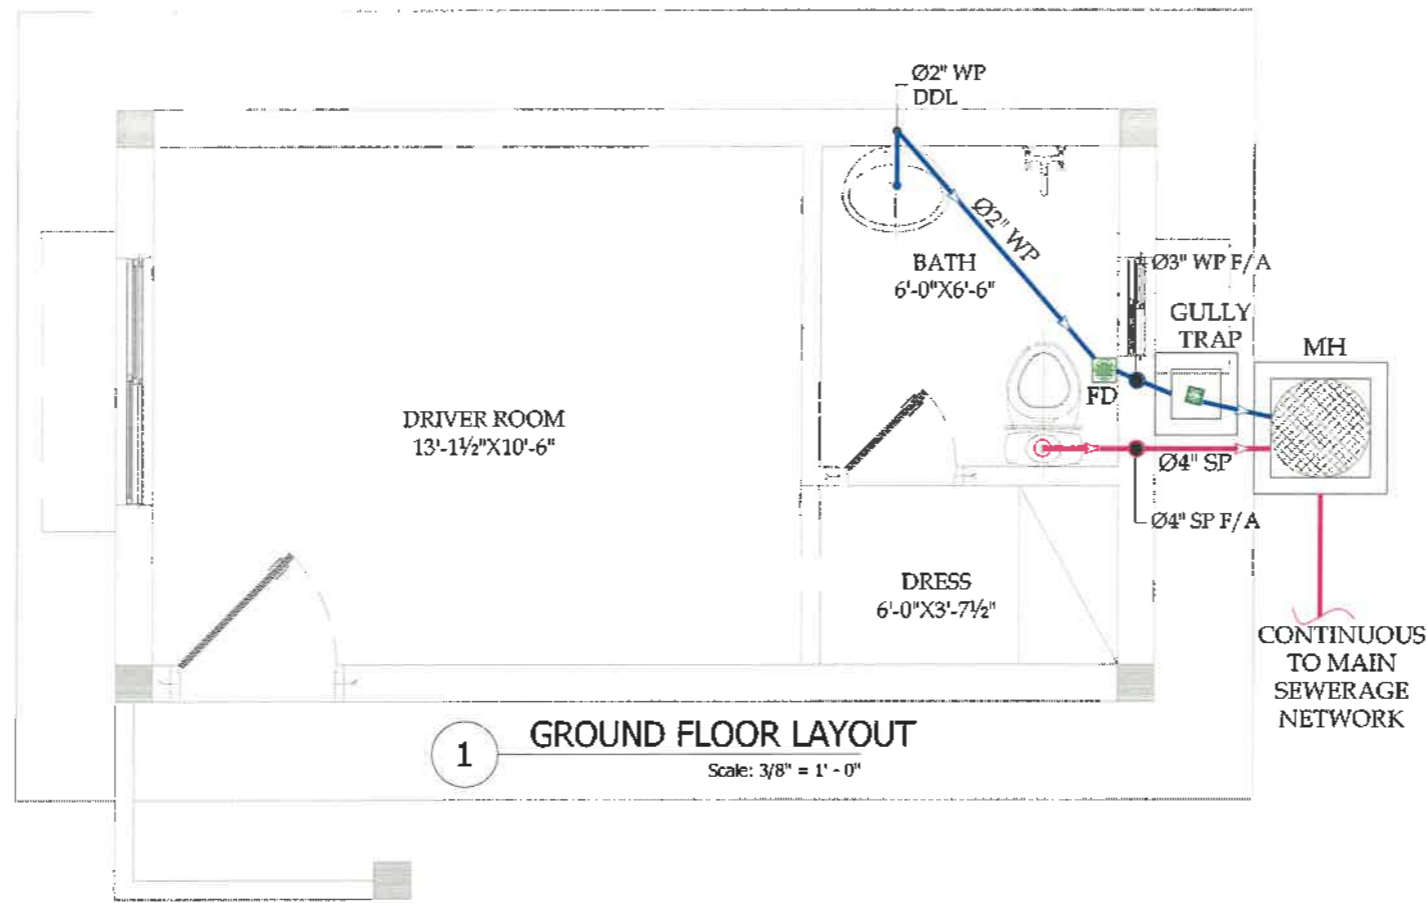 Ø2" WP
DDL
Ø2" WP
BATH
6'-0"X6'-6"
Ø3" WP F/A
GULLY
TRAP
MH
FD
DRIVER ROOM
13'-1½"X10'-6"
Ø4" SP
Ø4" SP F/A
DRESS
6'-0"X3'-7½"
CONTINUOUS
TO MAIN
SEWERAGE
NETWORK
1
GROUND FLOOR LAYOUT
Scale: 3/8" = 1' - 0"